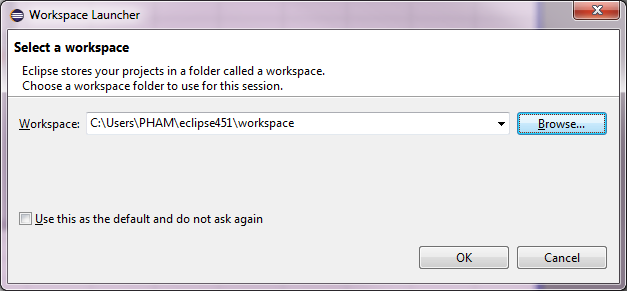 Workspace Launcher
Select a workspace
Eclipse stores your projects in a folder called a workspace.
Choose a workspace folder to use for this session.
Workspace: C:\Users\PHAM\eclipse451\workspace Browse...
Use this as the default and do not ask again
OK Cancel